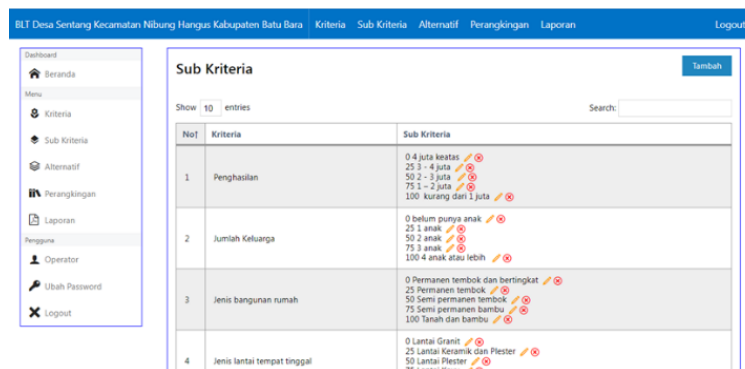 BLT Desa Sentang Kecamatan Nibung Hangus Kabupaten Batu Bara Kriteria Sub Kriteria Alternatif Perangkingan Laporan Logout
Dashboard
Beranda
Menu
Kriteria
Sub Kriteria
Alternatif
Perangkingan
Laporan
Pengguna
Operator
Ubah Password
Logout
Sub Kriteria Tambah
Show 10 entries Search:
No Kriteria Sub Kriteria
1 Penghasilan
0 4 juta keatas
25 3 - 4 juta
50 2 - 3 juta
75 1 – 2 juta
100 kurang dari 1 juta
2 Jumlah Keluarga
0 belum punya anak
25 1 anak
50 2 anak
75 3 anak
100 4 anak atau lebih
3 Jenis bangunan rumah
0 Permanen tembok dan bertingkat
25 Permanen tembok
50 Semi permanen tembok
75 Semi permanen bambu
100 Tanah dan bambu
4 Jenis lantai tempat tinggal
0 Lantai Granit
25 Lantai Keramik dan Plester
50 Lantai Plester